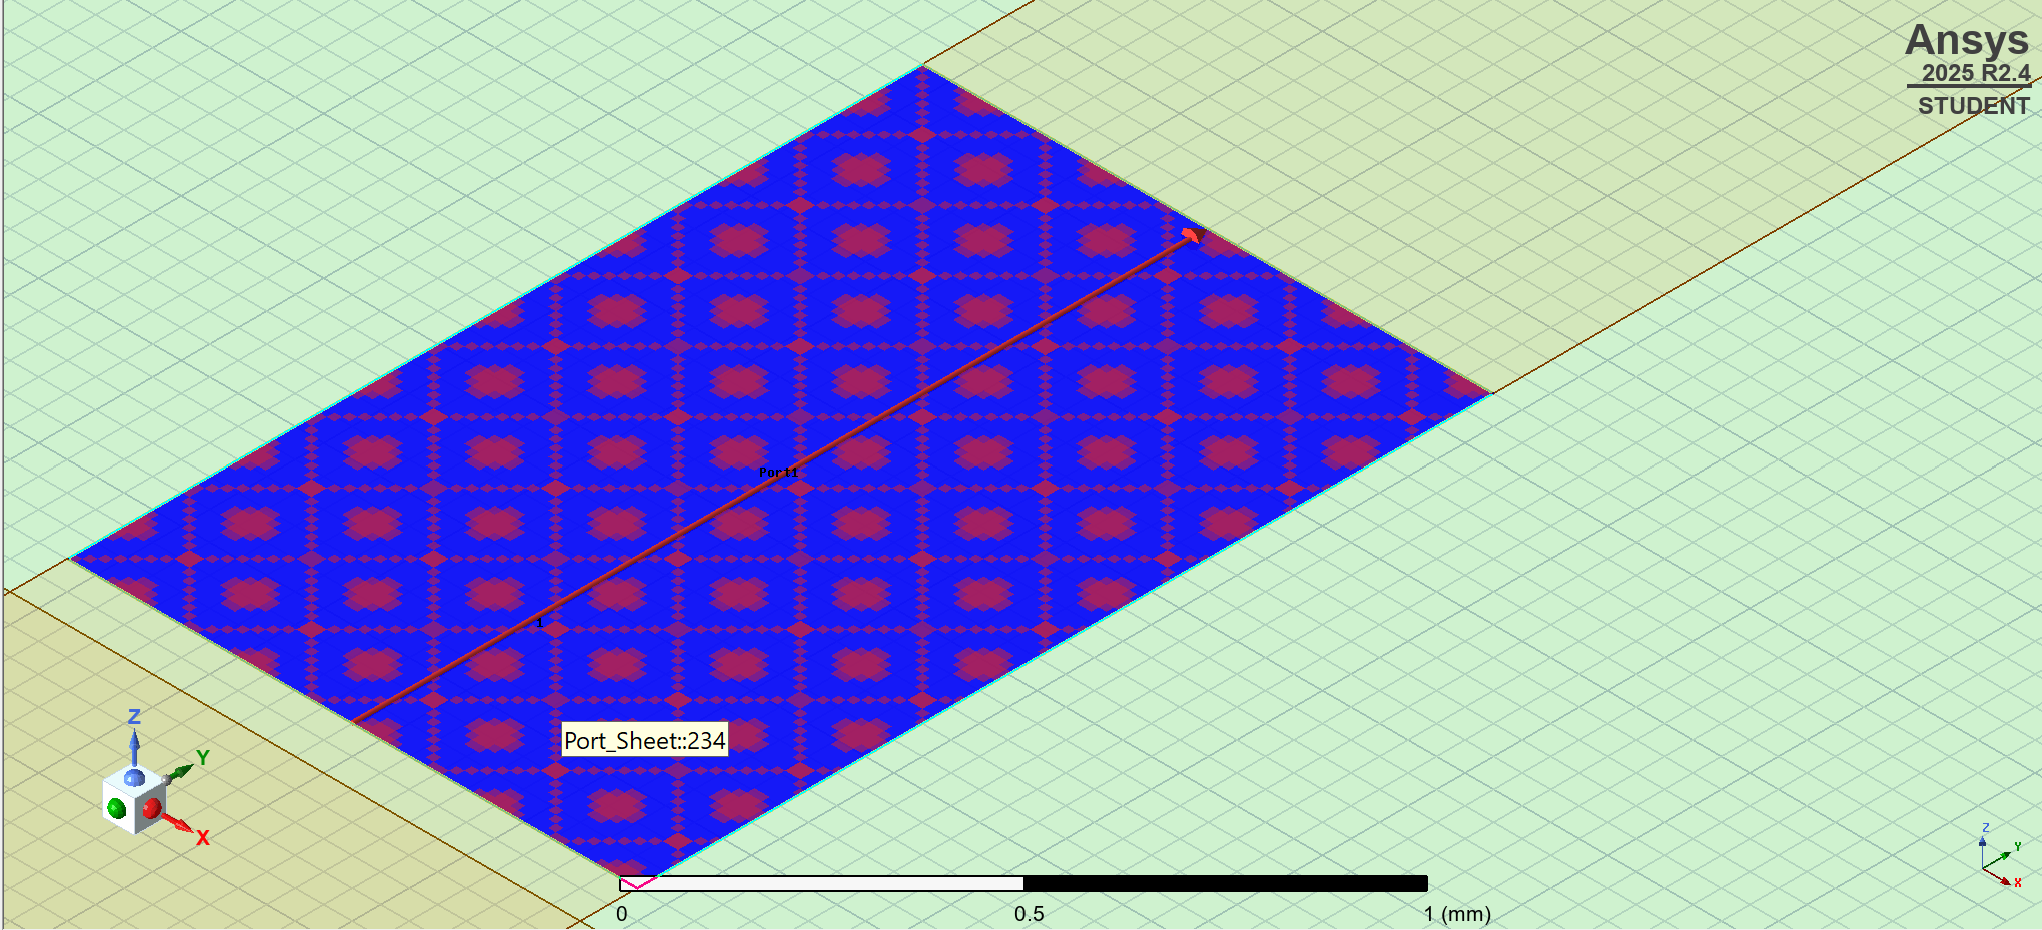 Ansys
2025 R2.4
STUDENT
Port1
1
Port_Sheet::234
Z
Y
X
0
0.5
1 (mm)
Z
Y
X